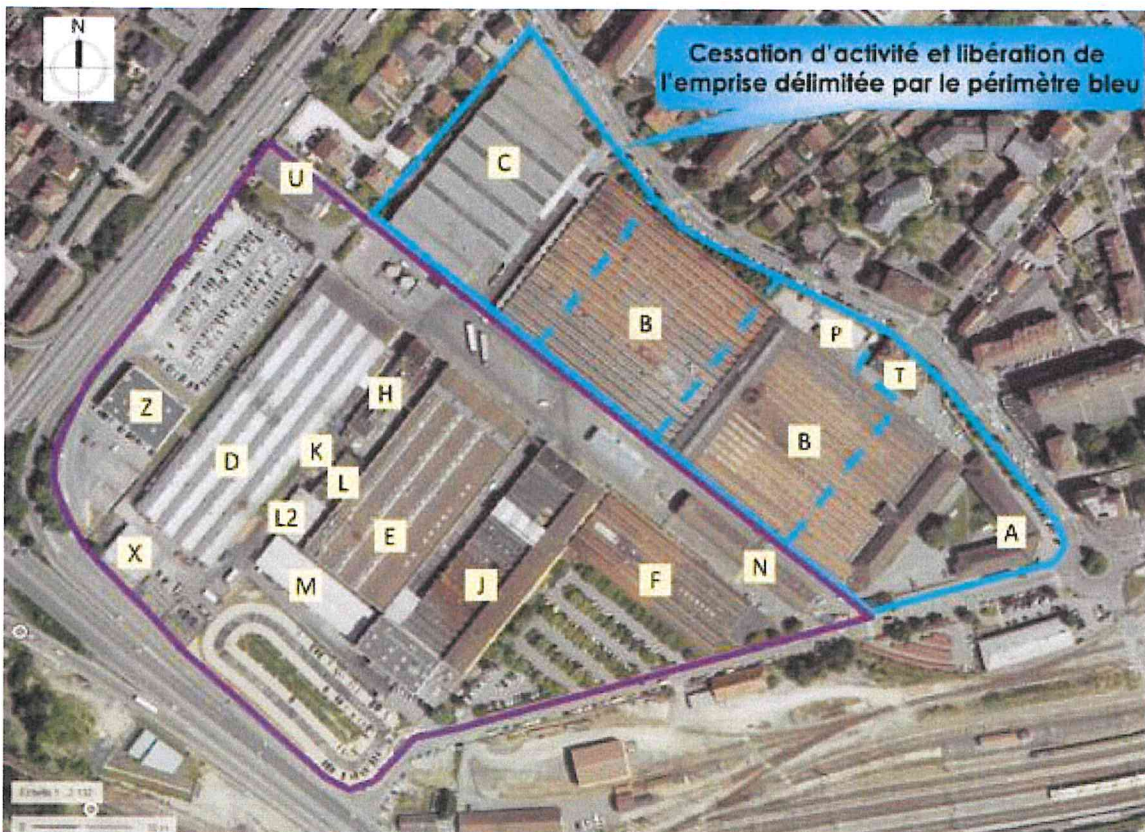 N
Cessation d'activité et libération de
l'emprise délimitée par le périmètre bleu
U
C
B
P
T
H
Z
B
D
K
L
L2
E
A
X
N
F
M
J